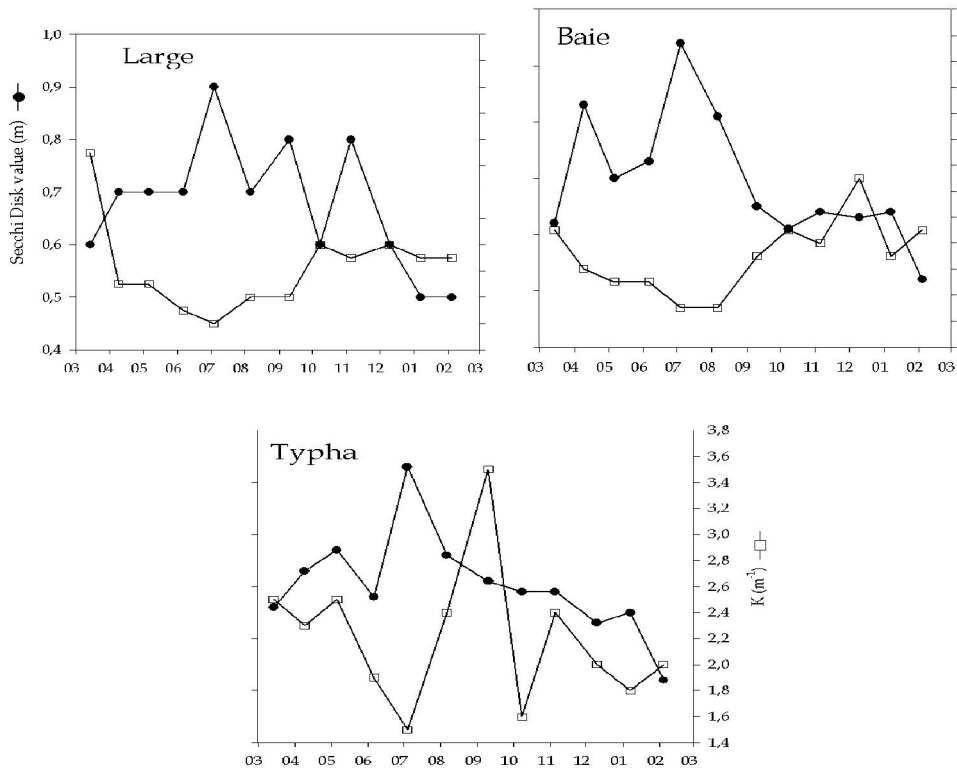 Large
Baie
1,0
0,9
0,8
0,7
0,6
0,5
0,4
Secchi Disk value (m)
03 04 05 06 07 08 09 10 11 12 01 02 03
03 04 05 06 07 08 09 10 11 12 01 02 03
Typha
3,8
3,6
3,4
3,2
3,0
2,8
2,6
2,4
2,2
2,0
1,8
1,6
1,4
K (m⁻¹)
03 04 05 06 07 08 09 10 11 12 01 02 03